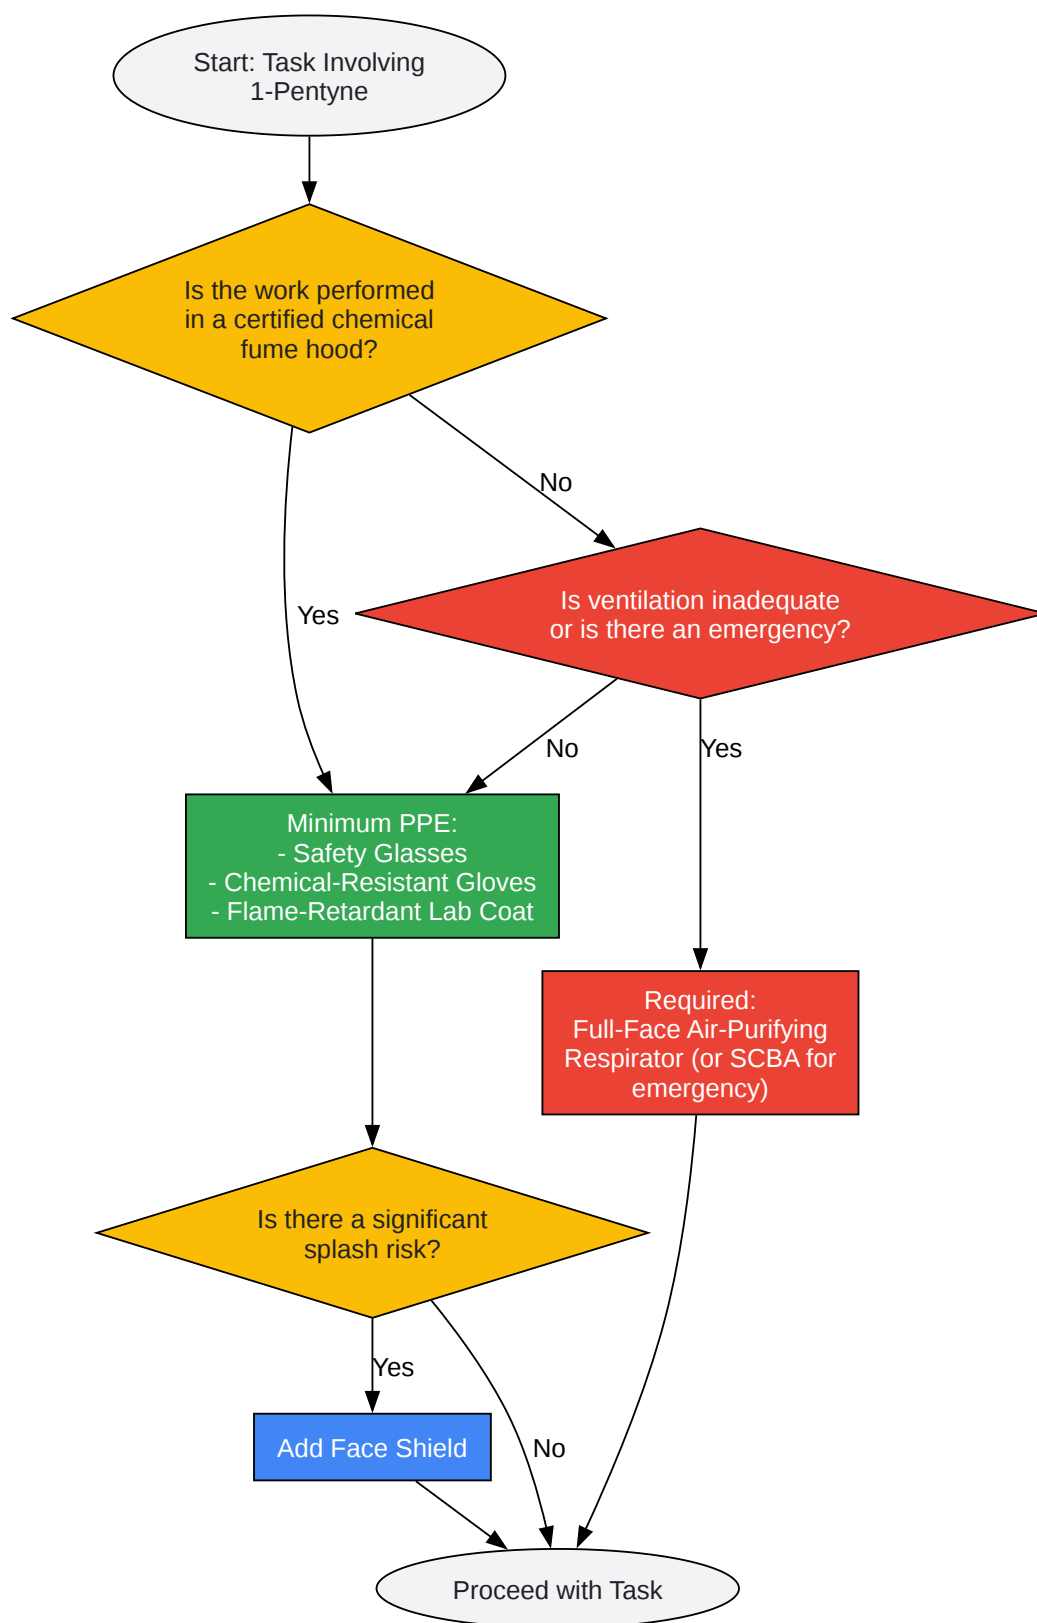 Start: Task Involving
1-Pentyne
Is the work performed
in a certified chemical
fume hood?
No
Is ventilation inadequate
or is there an emergency?
Yes
No
Yes
Minimum PPE:
- Safety Glasses
- Chemical-Resistant Gloves
- Flame-Retardant Lab Coat
Required:
Full-Face Air-Purifying
Respirator (or SCBA for
emergency)
Is there a significant
splash risk?
Yes
Add Face Shield
No
Proceed with Task